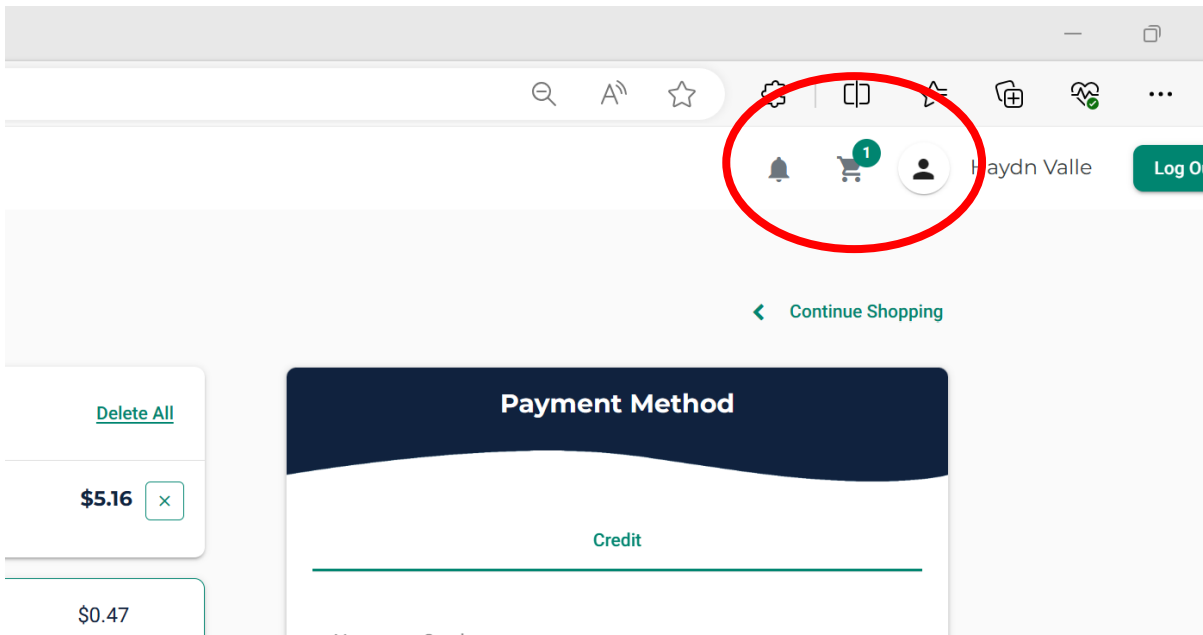 1
Haydn Valle
Log O
Continue Shopping
Delete All
Payment Method
$5.16
Credit
$0.47